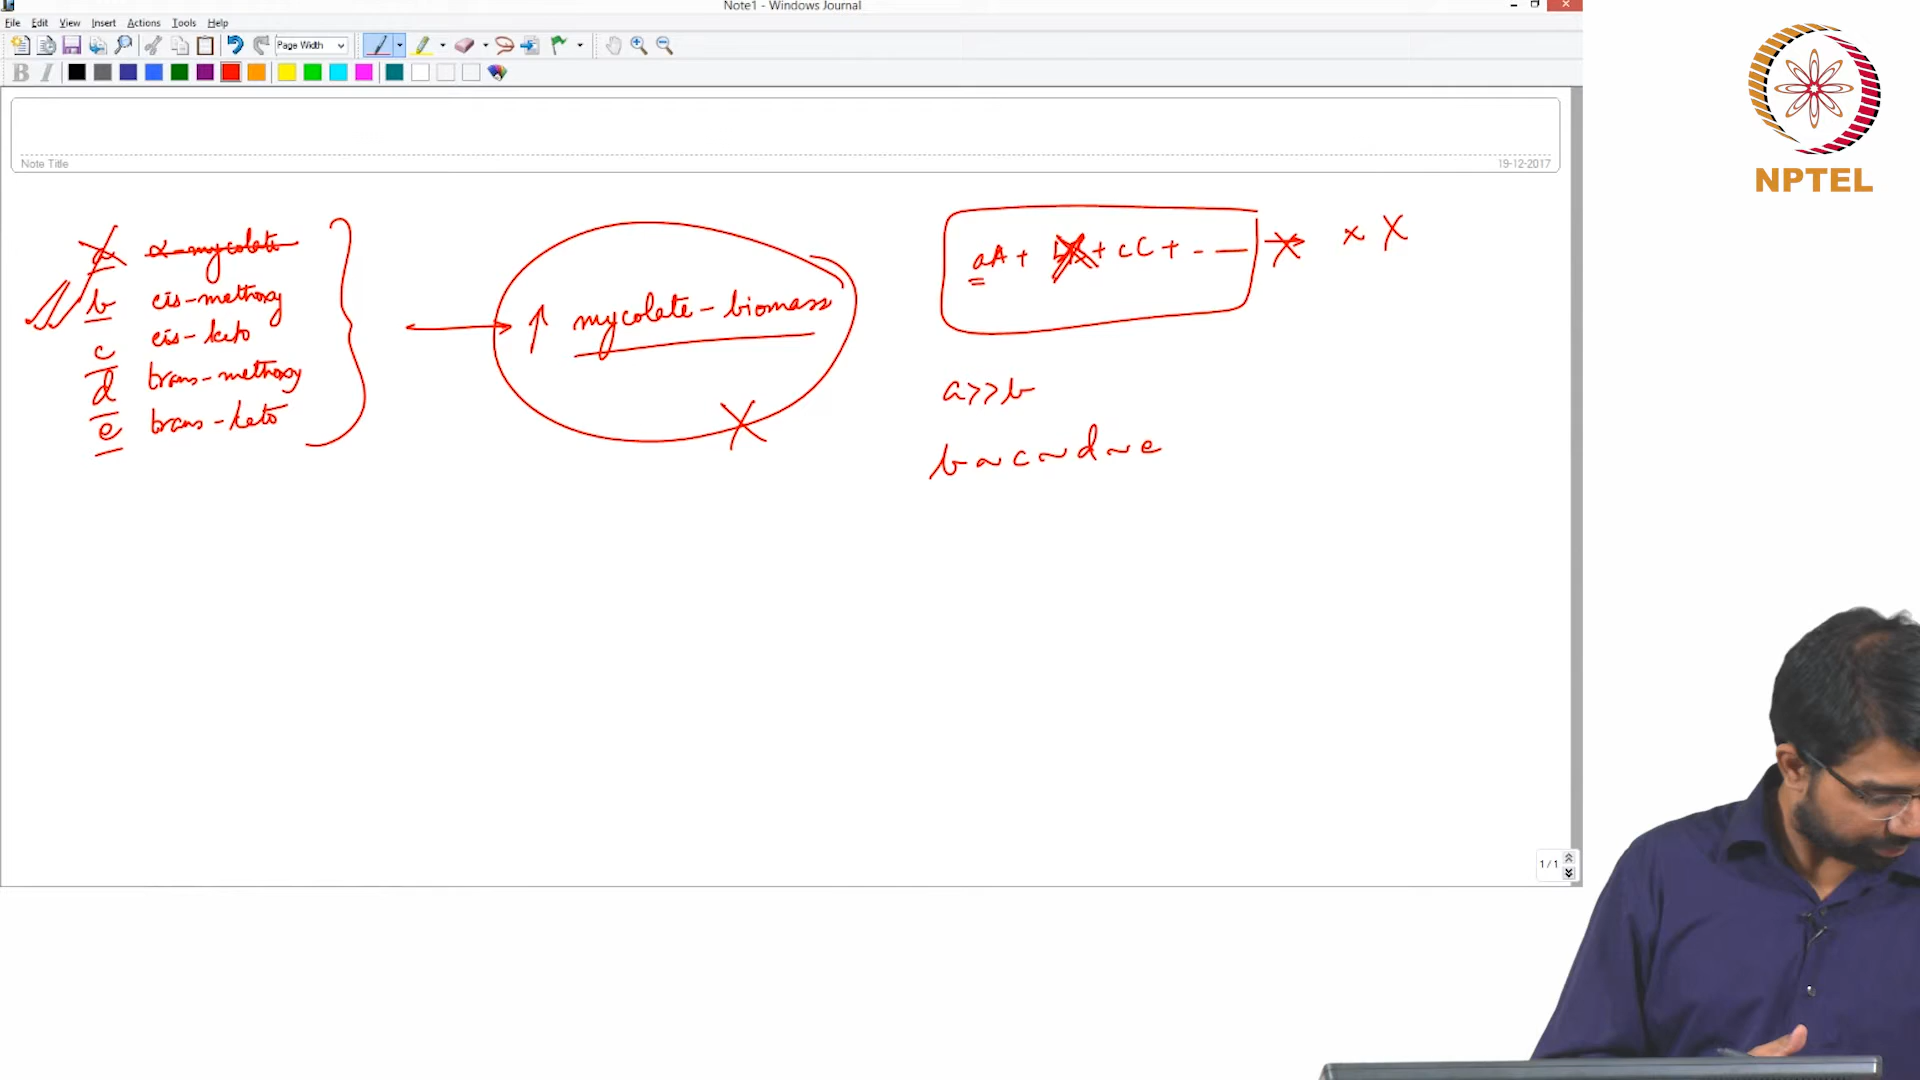 Note1 - Windows Journal
File Edit View Insert Actions Tools Help
Page Width
B I
Note Title
19-12-2017
a α-mycolate
b cis-methoxy
c cis-keto
d trans-methoxy
e trans-keto
↑ mycolate-biomass
aA + + cC + - — → x X
a>>b
b ~ c ~ d ~ e
1 / 1
NPTEL